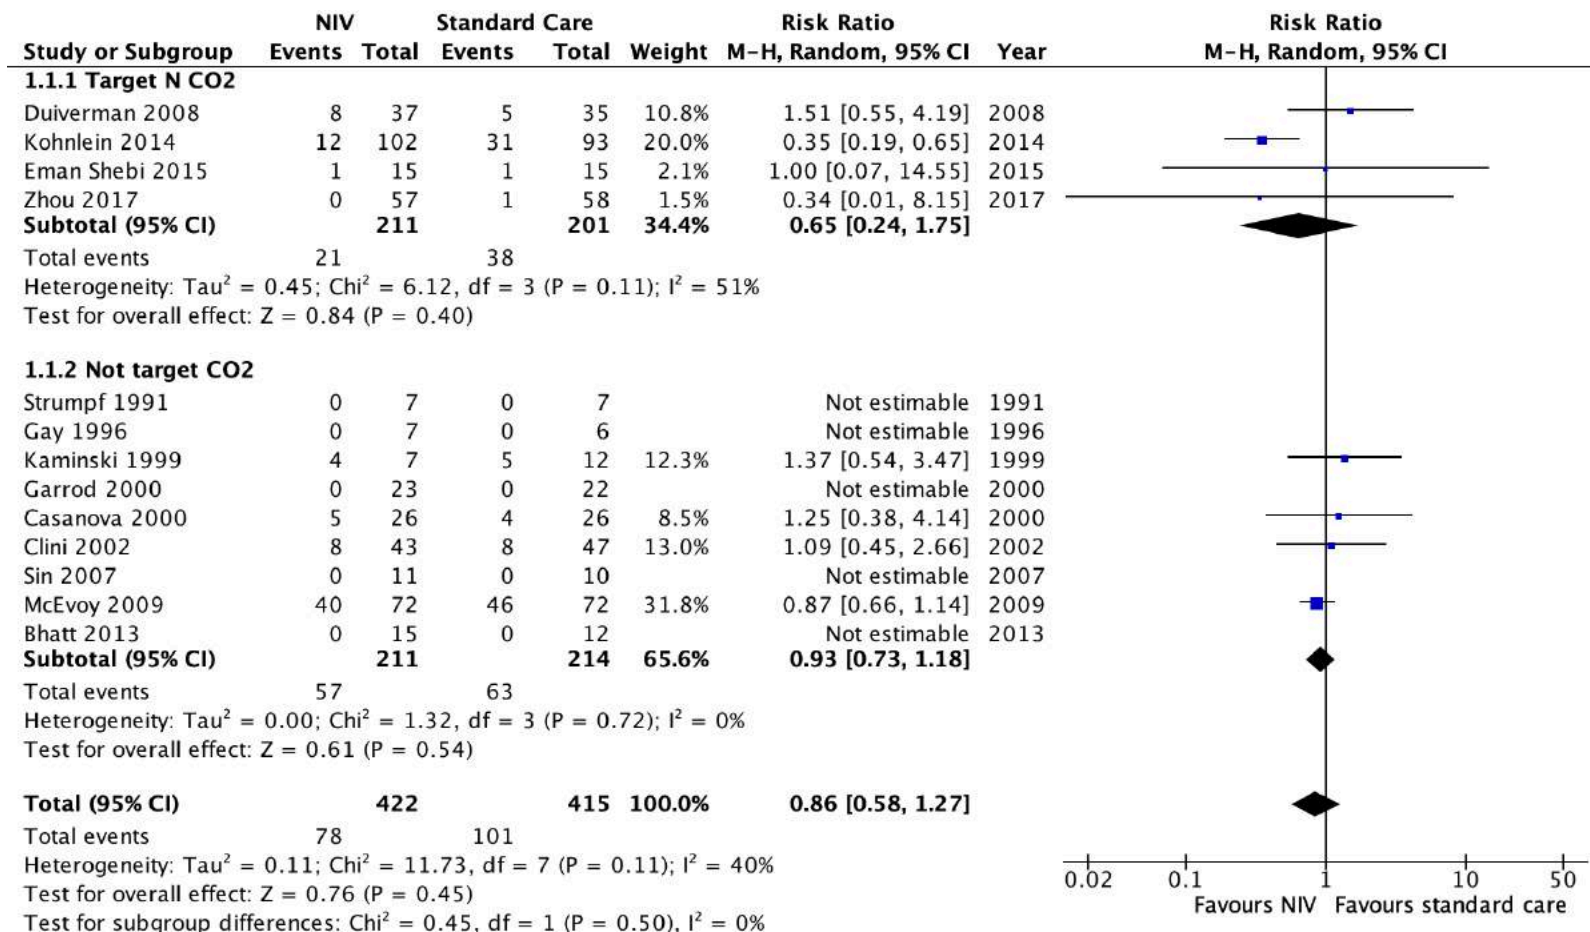 NIV Standard Care Risk Ratio Risk Ratio
Study or Subgroup Events Total Events Total Weight M-H, Random, 95% CI Year M-H, Random, 95% CI
1.1.1 Target N CO2
Duiverman 2008 8 37 5 35 10.8% 1.51 [0.55, 4.19] 2008
Kohnlein 2014 12 102 31 93 20.0% 0.35 [0.19, 0.65] 2014
Eman Shebi 2015 1 15 1 15 2.1% 1.00 [0.07, 14.55] 2015
Zhou 2017 0 57 1 58 1.5% 0.34 [0.01, 8.15] 2017
Subtotal (95% CI) 211 201 34.4% 0.65 [0.24, 1.75]
Total events 21 38
Heterogeneity: Tau² = 0.45; Chi² = 6.12, df = 3 (P = 0.11); I² = 51%
Test for overall effect: Z = 0.84 (P = 0.40)
1.1.2 Not target CO2
Strumpf 1991 0 7 0 7 Not estimable 1991
Gay 1996 0 7 0 6 Not estimable 1996
Kaminski 1999 4 7 5 12 12.3% 1.37 [0.54, 3.47] 1999
Garrod 2000 0 23 0 22 Not estimable 2000
Casanova 2000 5 26 4 26 8.5% 1.25 [0.38, 4.14] 2000
Clini 2002 8 43 8 47 13.0% 1.09 [0.45, 2.66] 2002
Sin 2007 0 11 0 10 Not estimable 2007
McEvoy 2009 40 72 46 72 31.8% 0.87 [0.66, 1.14] 2009
Bhatt 2013 0 15 0 12 Not estimable 2013
Subtotal (95% CI) 211 214 65.6% 0.93 [0.73, 1.18]
Total events 57 63
Heterogeneity: Tau² = 0.00; Chi² = 1.32, df = 3 (P = 0.72); I² = 0%
Test for overall effect: Z = 0.61 (P = 0.54)
Total (95% CI) 422 415 100.0% 0.86 [0.58, 1.27]
Total events 78 101
Heterogeneity: Tau² = 0.11; Chi² = 11.73, df = 7 (P = 0.11); I² = 40%
Test for overall effect: Z = 0.76 (P = 0.45)
Test for subgroup differences: Chi² = 0.45, df = 1 (P = 0.50), I² = 0%
0.02 0.1 1 10 50
Favours NIV Favours standard care